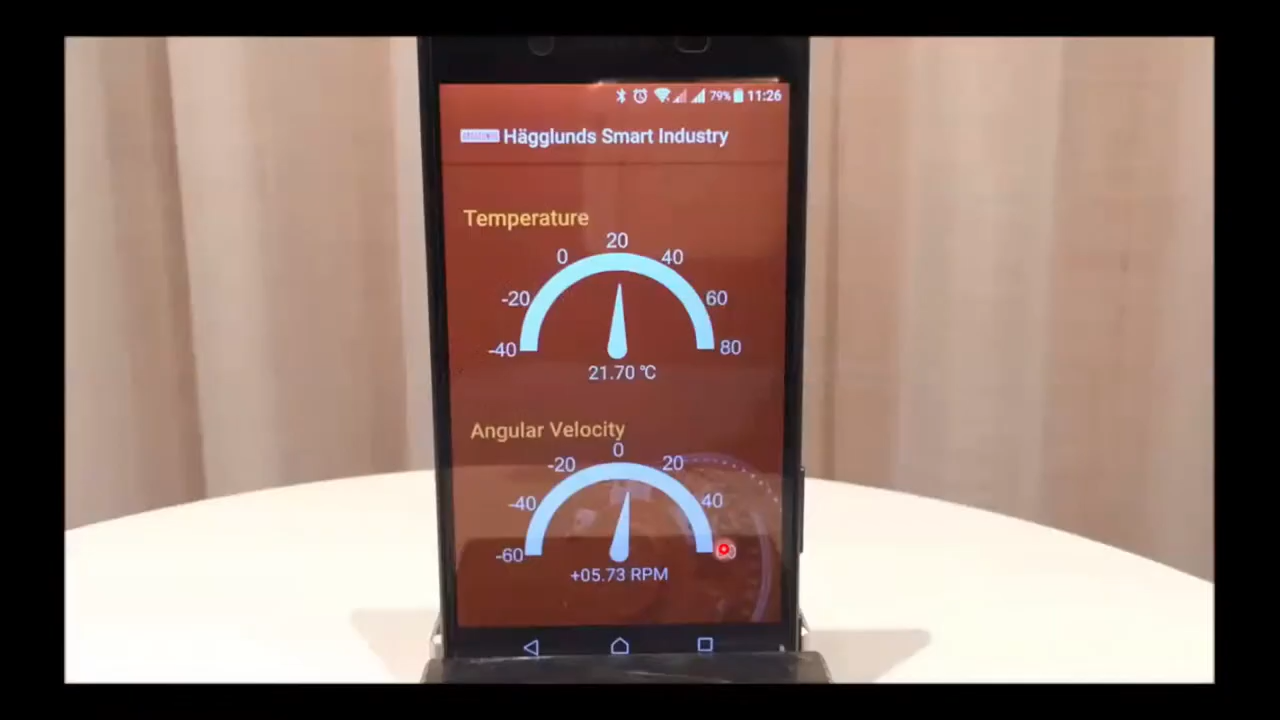 79% 11:26
Hägglunds Smart Industry
Temperature
20
0 40
-20 60
-40 80
21.70 °C
Angular Velocity
0
-20 20
-40 40
-60
+05.73 RPM